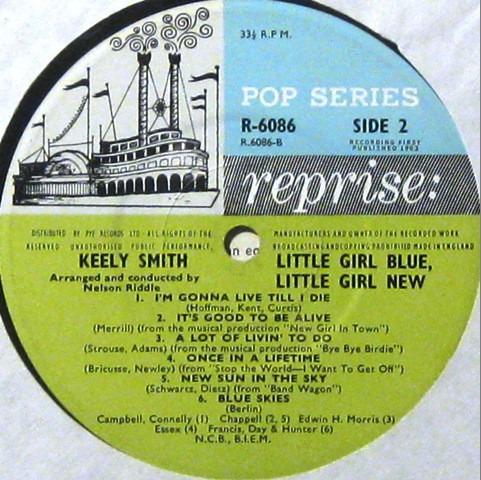 33⅓ R.P.M.
POP SERIES
R-6086 SIDE 2
R.6086-B RECORDING FIRST
PUBLISHED 1963
reprise:
DISTRIBUTED BY PYE RECORDS LTD · ALL RIGHTS OF THE MANUFACTURERS AND OWNER OF THE RECORDED WORK
RESERVED UNAUTHORISED PUBLIC PERFORMANCE, BROADCASTING AND COPYING PROHIBITED MADE IN ENGLAND
KEELY SMITH
Arranged and conducted by
Nelson Riddle
LITTLE GIRL BLUE,
LITTLE GIRL NEW
1. I'M GONNA LIVE TILL I DIE
(Hoffman, Kent, Curtis)
2. IT'S GOOD TO BE ALIVE
(Merrill) (from the musical production "New Girl In Town")
3. A LOT OF LIVIN' TO DO
(Strouse, Adams) (from the musical production "Bye Bye Birdie")
4. ONCE IN A LIFETIME
(Bricusse, Newley) (from "Stop the World—I Want To Get Off")
5. NEW SUN IN THE SKY
(Schwartz, Dietz) (from "Band Wagon")
6. BLUE SKIES
(Berlin)
Campbell, Connelly (1) Chappell (2, 5) Edwin H. Morris (3)
Essex (4) Francis, Day & Hunter (6)
N.C.B., B.I.E.M.